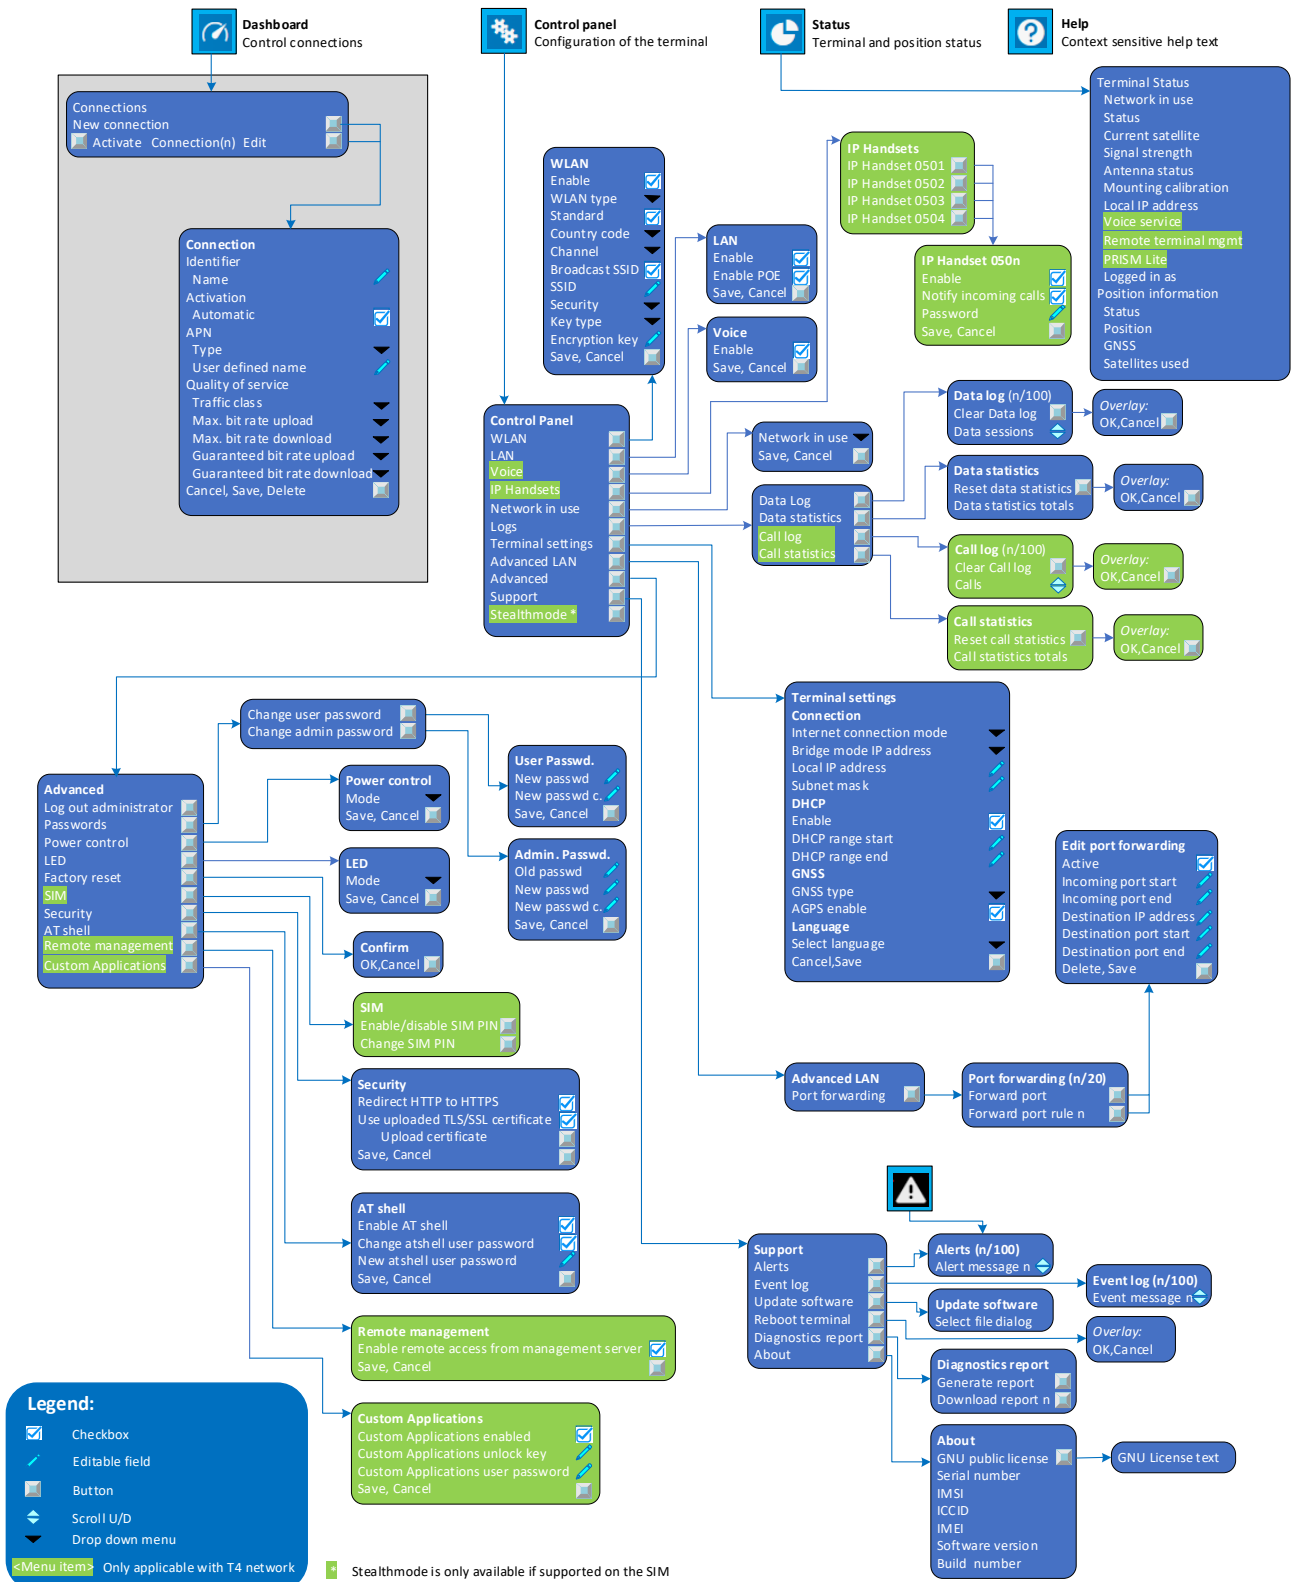 Dashboard
Control connections
Control panel
Configuration of the terminal
Status
Terminal and position status
Help
Context sensitive help text
Connections
New connection
Activate Connection(n) Edit
Connection
Identifier
Name
Activation
Automatic
APN
Type
User defined name
Quality of service
Traffic class
Max. bit rate upload
Max. bit rate download
Guaranteed bit rate upload
Guaranteed bit rate download
Cancel, Save, Delete
WLAN
Enable
WLAN type
Standard
Country code
Channel
Broadcast SSID
SSID
Security
Key type
Encryption key
Save, Cancel
LAN
Enable
Enable POE
Save, Cancel
Voice
Enable
Save, Cancel
IP Handsets
IP Handset 0501
IP Handset 0502
IP Handset 0503
IP Handset 0504
IP Handset 050n
Enable
Notify incoming calls
Password
Save, Cancel
Terminal Status
Network in use
Status
Current satellite
Signal strength
Antenna status
Mounting calibration
Local IP address
Voice service
Remote terminal mgmt
PRISM Lite
Logged in as
Position information
Status
Position
GNSS
Satellites used
Control Panel
WLAN
LAN
Voice
IP Handsets
Network in use
Logs
Terminal settings
Advanced LAN
Advanced
Support
Stealthmode *
Network in use
Save, Cancel
Data Log
Data statistics
Call log
Call statistics
Data log (n/100)
Clear Data log
Data sessions
Overlay:
OK,Cancel
Data statistics
Reset data statistics
Data statistics totals
Overlay:
OK,Cancel
Call log (n/100)
Clear Call log
Calls
Overlay:
OK,Cancel
Call statistics
Reset call statistics
Call statistics totals
Overlay:
OK,Cancel
Terminal settings
Connection
Internet connection mode
Bridge mode IP address
Local IP address
Subnet mask
DHCP
Enable
DHCP range start
DHCP range end
GNSS
GNSS type
AGPS enable
Language
Select language
Cancel,Save
Change user password
Change admin password
User Passwd.
New passwd
New passwd c.
Save, Cancel
Admin. Passwd.
Old passwd
New passwd
New passwd c.
Save, Cancel
Advanced
Log out administrator
Passwords
Power control
LED
Factory reset
SIM
Security
AT shell
Remote management
Custom Applications
Power control
Mode
Save, Cancel
LED
Mode
Save, Cancel
Confirm
OK,Cancel
SIM
Enable/disable SIM PIN
Change SIM PIN
Security
Redirect HTTP to HTTPS
Use uploaded TLS/SSL certificate
Upload certificate
Save, Cancel
AT shell
Enable AT shell
Change atshell user password
New atshell user password
Save, Cancel
Remote management
Enable remote access from management server
Save, Cancel
Custom Applications
Custom Applications enabled
Custom Applications unlock key
Custom Applications user password
Save, Cancel
Edit port forwarding
Active
Incoming port start
Incoming port end
Destination IP address
Destination port start
Destination port end
Delete, Save
Advanced LAN
Port forwarding
Port forwarding (n/20)
Forward port
Forward port rule n
Support
Alerts
Event log
Update software
Reboot terminal
Diagnostics report
About
Alerts (n/100)
Alert message n
Event log (n/100)
Event message n
Update software
Select file dialog
Overlay:
OK,Cancel
Diagnostics report
Generate report
Download report n
About
GNU public license
Serial number
IMSI
ICCID
IMEI
Software version
Build number
GNU License text
Legend:
Checkbox
Editable field
Button
Scroll U/D
Drop down menu
<Menu item> Only applicable with T4 network
* Stealthmode is only available if supported on the SIM